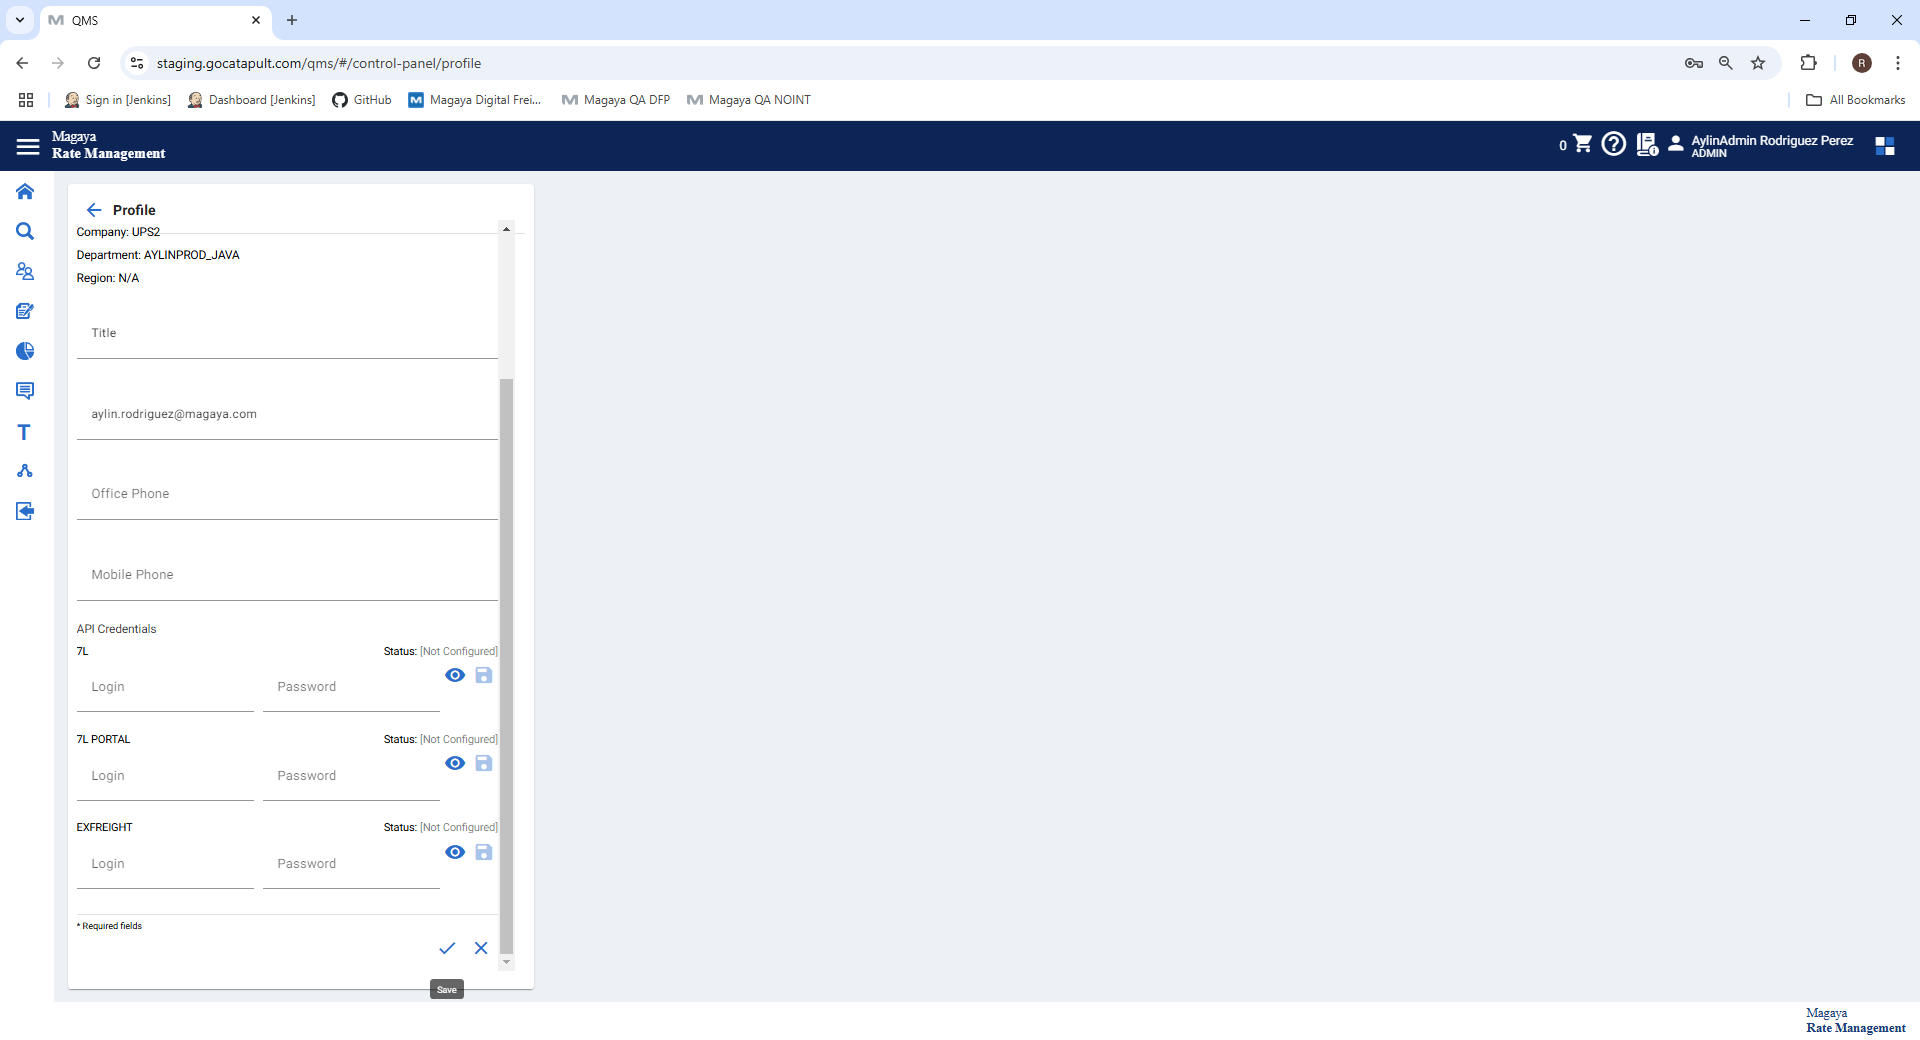 QMS
staging.gocatapult.com/qms/#/control-panel/profile
R
Sign in [Jenkins]
Dashboard [Jenkins]
GitHub
Magaya Digital Frei...
Magaya QA DFP
Magaya QA NOINT
All Bookmarks
Magaya
Rate Management
0
AylinAdmin Rodriguez Perez
ADMIN
Profile
Company: UPS2
Department: AYLINPROD_JAVA
Region: N/A
Title
aylin.rodriguez@magaya.com
Office Phone
Mobile Phone
API Credentials
7L Status: [Not Configured]
Login Password
7L PORTAL Status: [Not Configured]
Login Password
EXFREIGHT Status: [Not Configured]
Login Password
* Required fields
Save
Magaya
Rate Management